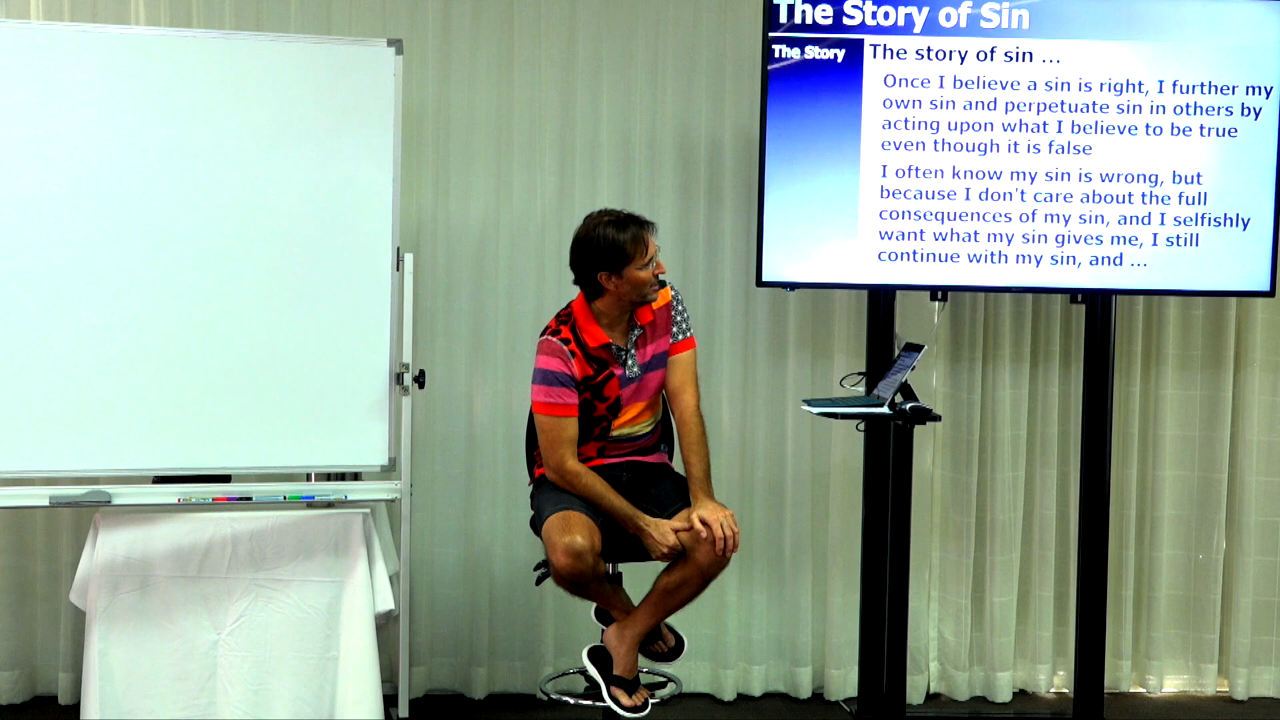 The Story of Sin
The Story
The story of sin ...
Once I believe a sin is right, I further my
own sin and perpetuate sin in others by
acting upon what I believe to be true
even though it is false
I often know my sin is wrong, but
because I don't care about the full
consequences of my sin, and I selfishly
want what my sin gives me, I still
continue with my sin, and ...